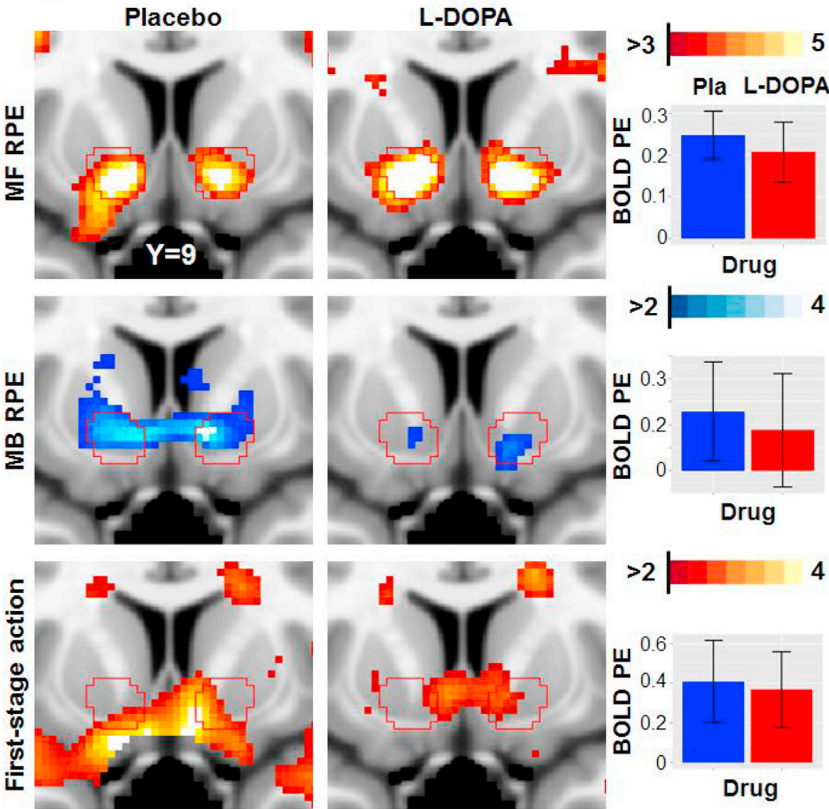 Placebo
L-DOPA
>3
5
MF RPE
Y=9
Pla L-DOPA
BOLD PE
0.3
0.2
0.1
0
Drug
>2
4
MB RPE
BOLD PE
0.3
0.2
0
Drug
>2
4
First-stage action
BOLD PE
0.6
0.4
0.2
0
Drug